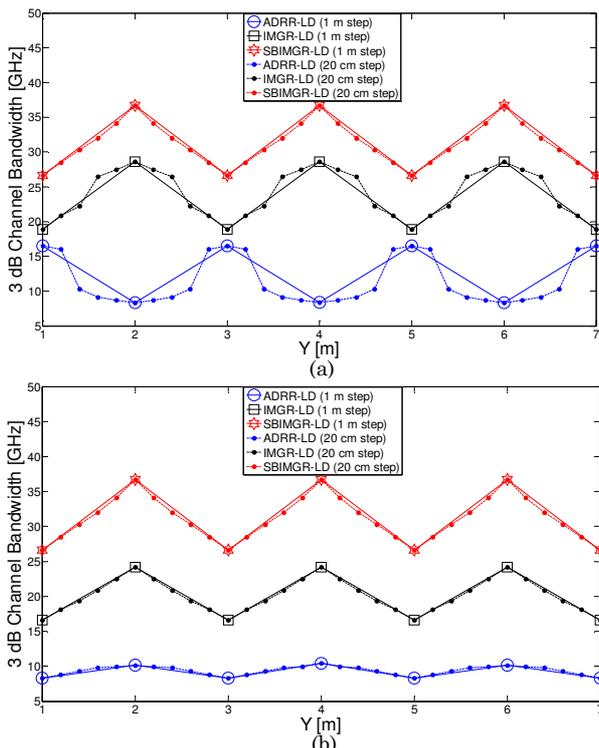 50
45
40
35
30
25
20
15
10
5
3 dB Channel Bandwidth [GHz]
ADRR-LD (1 m step)
IMGR-LD (1 m step)
SBIMGR-LD (1 m step)
ADRR-LD (20 cm step)
IMGR-LD (20 cm step)
SBIMGR-LD (20 cm step)
1 2 3 4 5 6 7
Y [m]
(a)
50
45
40
35
30
25
20
15
10
5
3 dB Channel Bandwidth [GHz]
ADRR-LD (1 m step)
IMGR-LD (1 m step)
SBIMGR-LD (1 m step)
ADRR-LD (20 cm step)
IMGR-LD (20 cm step)
SBIMGR-LD (20 cm step)
1 2 3 4 5 6 7
Y [m]
(b)